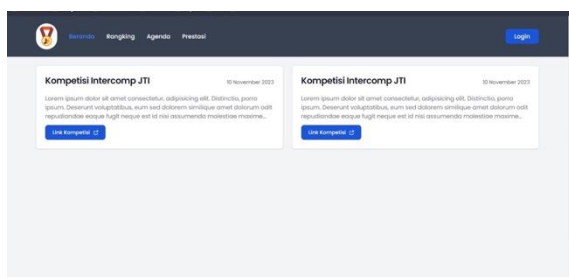 Beranda Rangking Agenda Prestasi Login
Kompetisi Intercomp JTI 10 November 2023
Lorem ipsum dolor sit amet consectetur, adipisicing elit. Distinctio, porro
ipsum. Deserunt voluptatibus, eum sed dolorem similique amet dolorum odit
repudiandae eaque fugit neque est id nisi assumenda molestiae maxime...
Link Kompetisi
Kompetisi Intercomp JTI 10 November 2023
Lorem ipsum dolor sit amet consectetur, adipisicing elit. Distinctio, porro
ipsum. Deserunt voluptatibus, eum sed dolorem similique amet dolorum odit
repudiandae eaque fugit neque est id nisi assumenda molestiae maxime...
Link Kompetisi